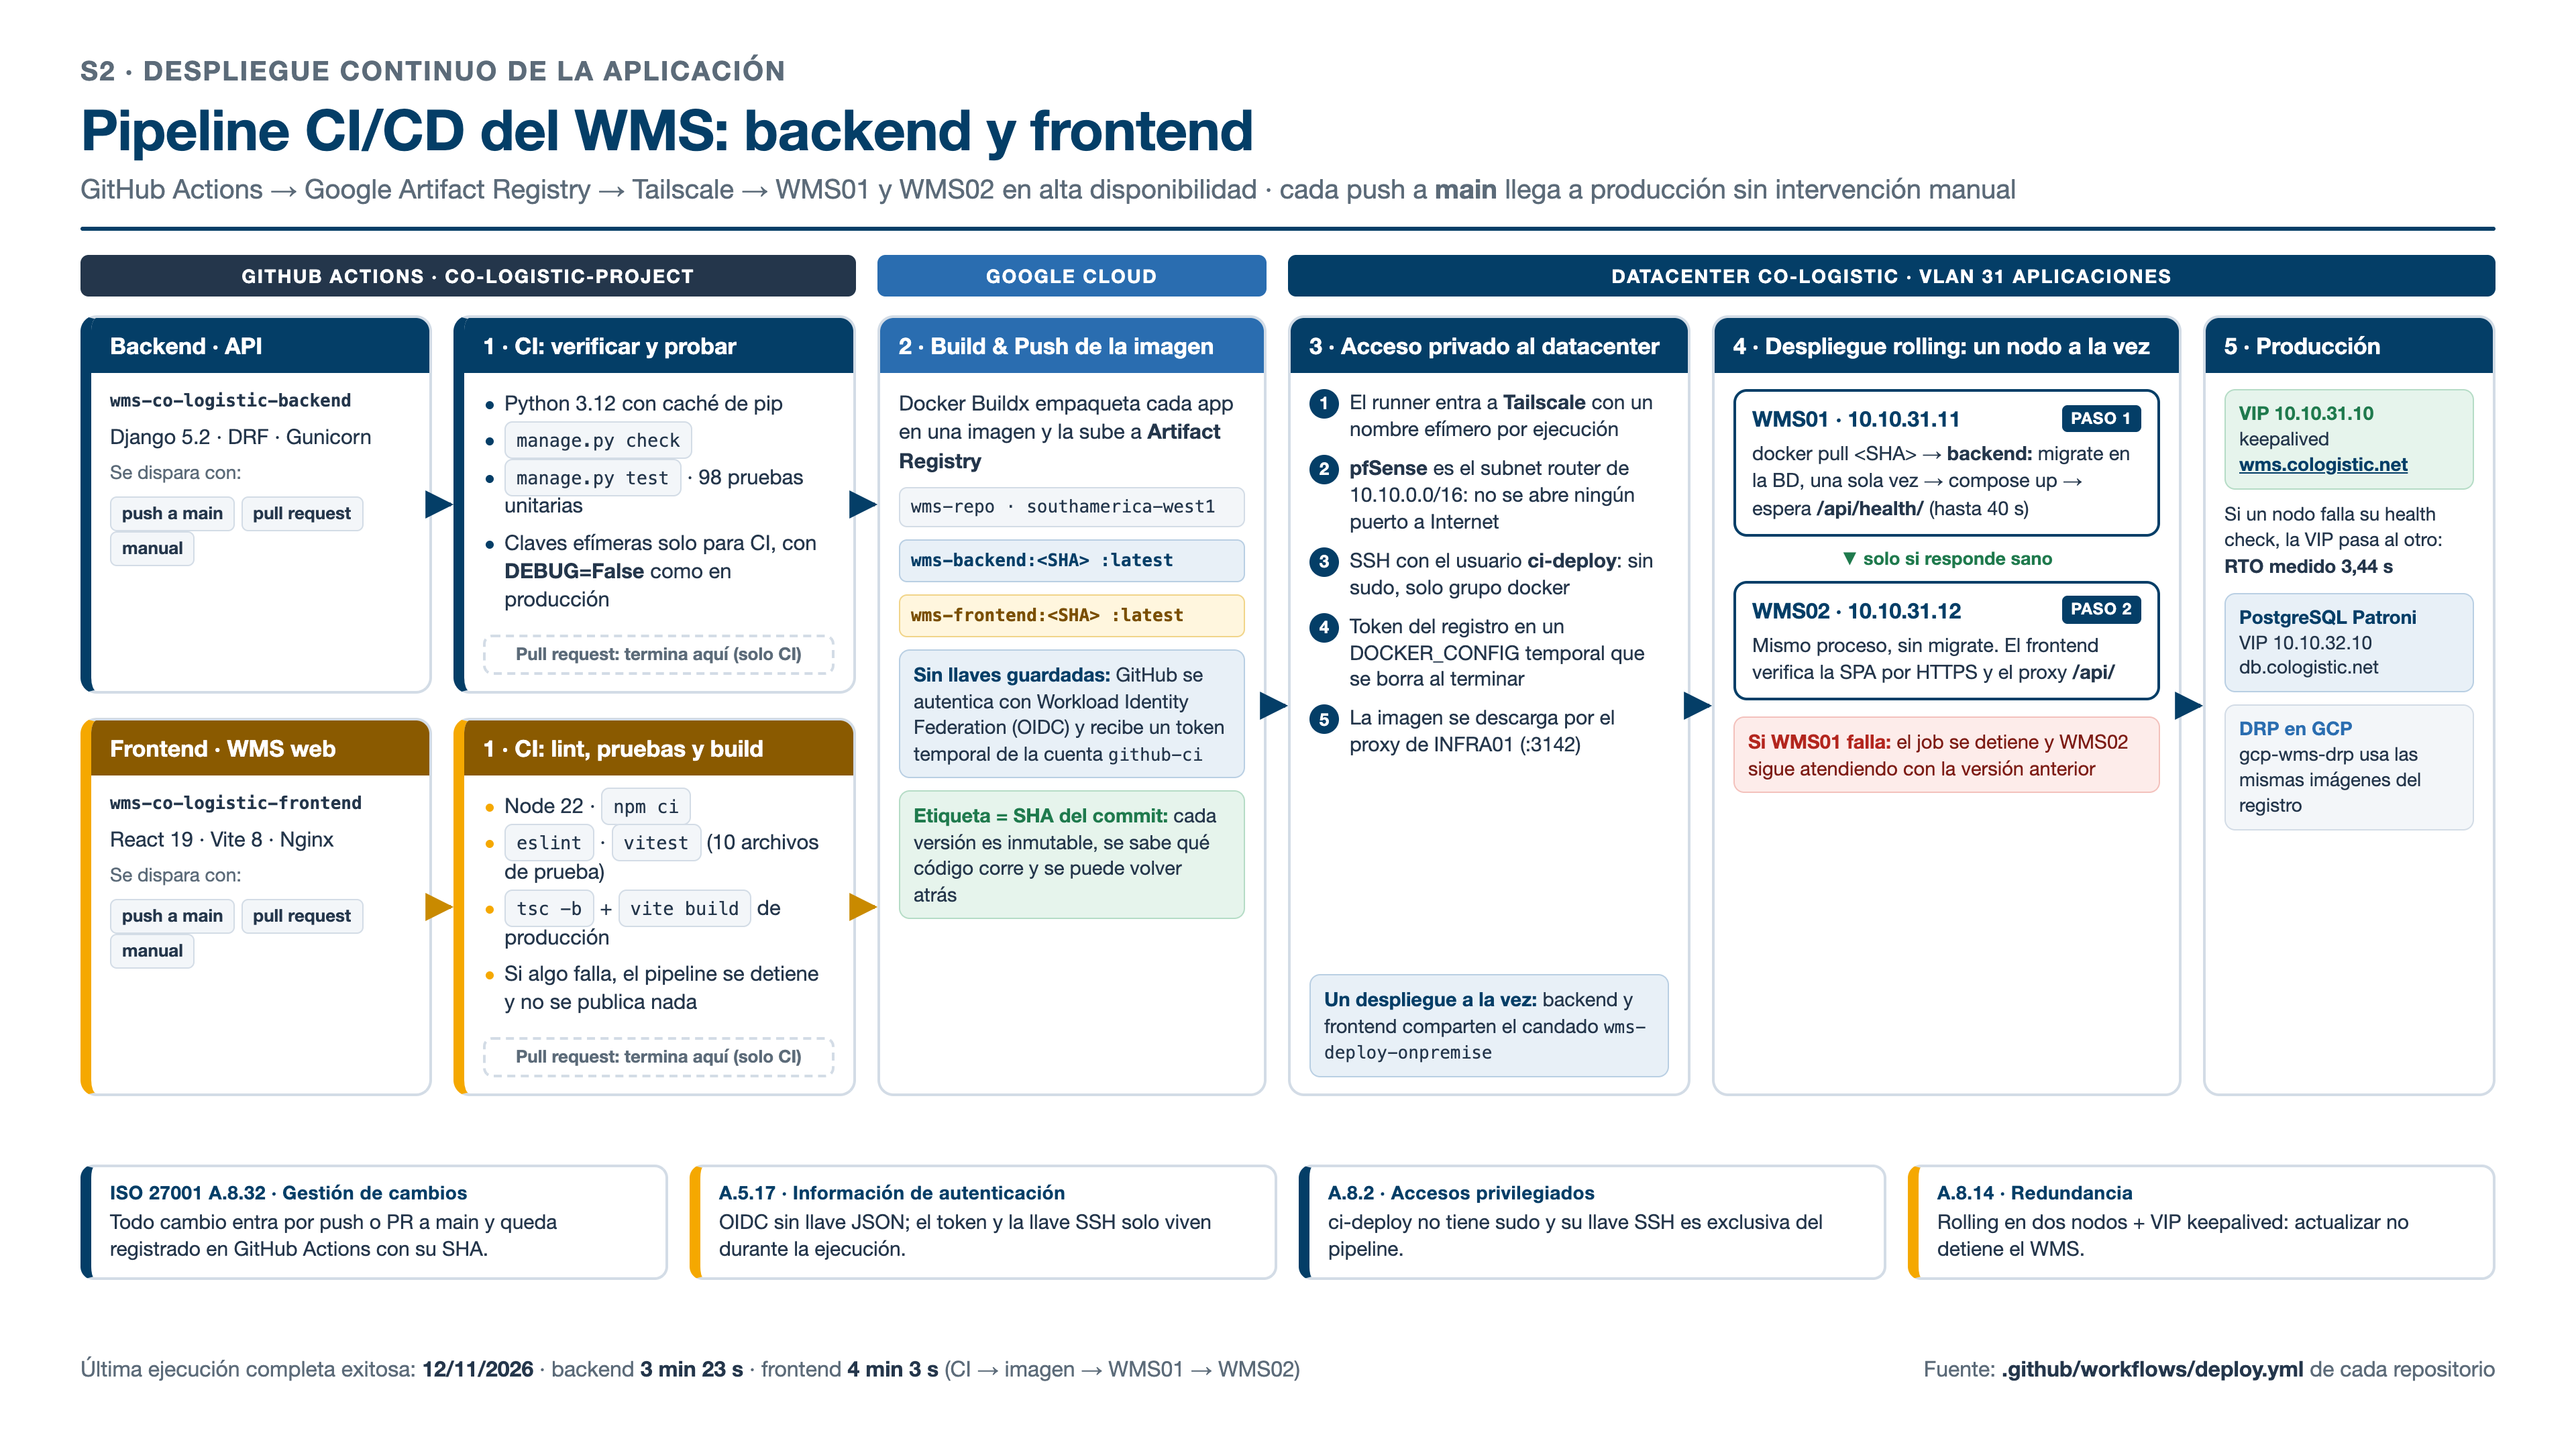 S2 · DESPLIEGUE CONTINUO DE LA APLICACIÓN
Pipeline CI/CD del WMS: backend y frontend
GitHub Actions → Google Artifact Registry → Tailscale → WMS01 y WMS02 en alta disponibilidad · cada push a main llega a producción sin intervención manual
GITHUB ACTIONS · CO-LOGISTIC-PROJECT
GOOGLE CLOUD
DATACENTER CO-LOGISTIC · VLAN 31 APLICACIONES
Backend · API
wms-co-logistic-backend
Django 5.2 · DRF · Gunicorn
Se dispara con:
push a main
pull request
manual
1 · CI: verificar y probar
• Python 3.12 con caché de pip
• manage.py check
• manage.py test · 98 pruebas
unitarias
• Claves efímeras solo para CI, con
DEBUG=False como en
producción
Pull request: termina aquí (solo CI)
Frontend · WMS web
wms-co-logistic-frontend
React 19 · Vite 8 · Nginx
Se dispara con:
push a main
pull request
manual
1 · CI: lint, pruebas y build
• Node 22 · npm ci
• eslint · vitest (10 archivos
de prueba)
• tsc -b + vite build de
producción
• Si algo falla, el pipeline se detiene
y no se publica nada
Pull request: termina aquí (solo CI)
2 · Build & Push de la imagen
Docker Buildx empaqueta cada app
en una imagen y la sube a Artifact
Registry
wms-repo · southamerica-west1
wms-backend:<SHA> :latest
wms-frontend:<SHA> :latest
Sin llaves guardadas: GitHub se
autentica con Workload Identity
Federation (OIDC) y recibe un token
temporal de la cuenta github-ci
Etiqueta = SHA del commit: cada
versión es inmutable, se sabe qué
código corre y se puede volver
atrás
3 · Acceso privado al datacenter
1 El runner entra a Tailscale con un
nombre efímero por ejecución
2 pfSense es el subnet router de
10.10.0.0/16: no se abre ningún
puerto a Internet
3 SSH con el usuario ci-deploy: sin
sudo, solo grupo docker
4 Token del registro en un
DOCKER_CONFIG temporal que
se borra al terminar
5 La imagen se descarga por el
proxy de INFRA01 (:3142)
Un despliegue a la vez: backend y
frontend comparten el candado wms-
deploy-onpremise
4 · Despliegue rolling: un nodo a la vez
WMS01 · 10.10.31.11
PASO 1
docker pull <SHA> → backend: migrate en
la BD, una sola vez → compose up →
espera /api/health/ (hasta 40 s)
▼ solo si responde sano
WMS02 · 10.10.31.12
PASO 2
Mismo proceso, sin migrate. El frontend
verifica la SPA por HTTPS y el proxy /api/
Si WMS01 falla: el job se detiene y WMS02
sigue atendiendo con la versión anterior
5 · Producción
VIP 10.10.31.10
keepalived
wms.cologistic.net
Si un nodo falla su health
check, la VIP pasa al otro:
RTO medido 3,44 s
PostgreSQL Patroni
VIP 10.10.32.10
db.cologistic.net
DRP en GCP
gcp-wms-drp usa las
mismas imágenes del
registro
ISO 27001 A.8.32 · Gestión de cambios
Todo cambio entra por push o PR a main y queda
registrado en GitHub Actions con su SHA.
A.5.17 · Información de autenticación
OIDC sin llave JSON; el token y la llave SSH solo viven
durante la ejecución.
A.8.2 · Accesos privilegiados
ci-deploy no tiene sudo y su llave SSH es exclusiva del
pipeline.
A.8.14 · Redundancia
Rolling en dos nodos + VIP keepalived: actualizar no
detiene el WMS.
Última ejecución completa exitosa: 12/11/2026 · backend 3 min 23 s · frontend 4 min 3 s (CI → imagen → WMS01 → WMS02)
Fuente: .github/workflows/deploy.yml de cada repositorio